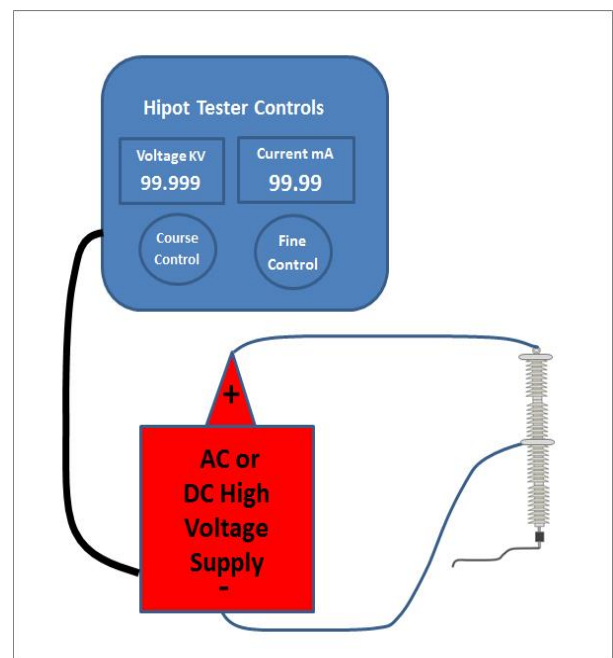 Hipot Tester Controls
Voltage KV
99.999
Current mA
99.99
Course
Control
Fine
Control
+
AC or
DC High
Voltage
Supply
-